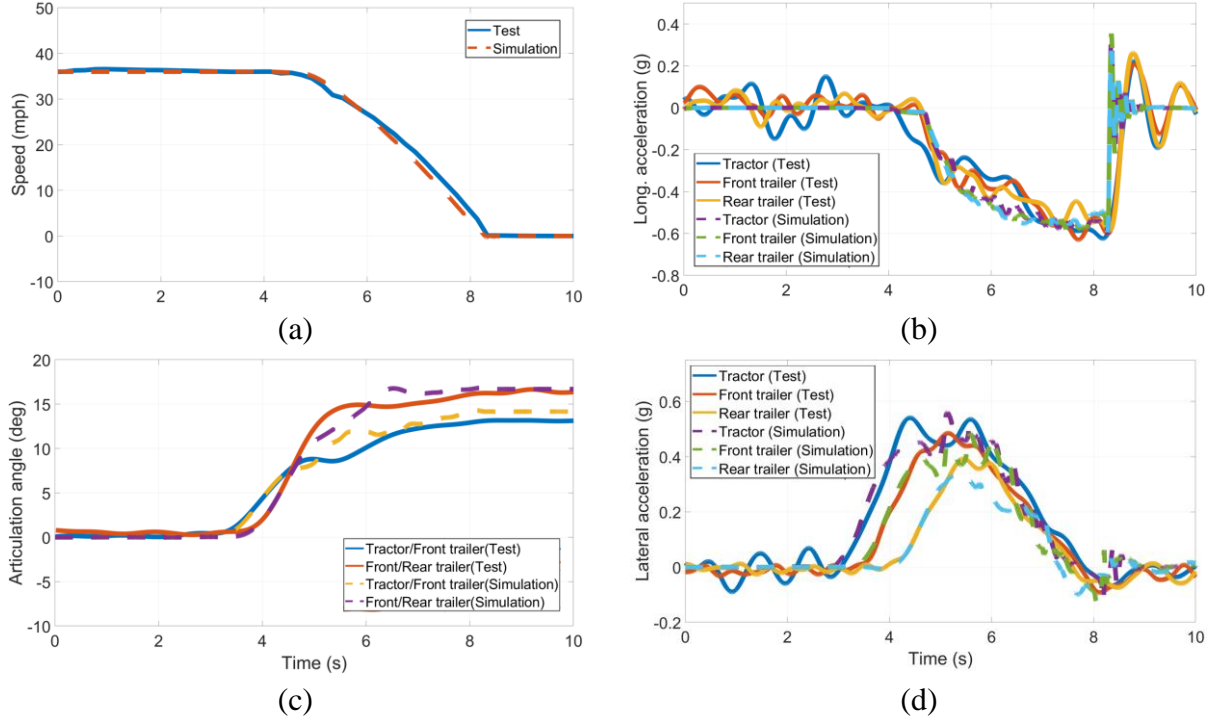 50
40
30
20
10
0
-10
Speed (mph)
Test
Simulation
0 2 4 6 8 10
(a)
0.4
0.2
0
-0.2
-0.4
-0.6
-0.8
Long. acceleration (g)
Tractor (Test)
Front trailer (Test)
Rear trailer (Test)
Tractor (Simulation)
Front trailer (Simulation)
Rear trailer (Simulation)
0 2 4 6 8 10
(b)
20
15
10
5
0
-5
-10
Articulation angle (deg)
Tractor/Front trailer(Test)
Front/Rear trailer(Test)
Tractor/Front trailer(Simulation)
Front/Rear trailer(Simulation)
0 2 4 6 8 10
Time (s)
(c)
0.6
0.4
0.2
0
-0.2
Lateral acceleration (g)
Tractor (Test)
Front trailer (Test)
Rear trailer (Test)
Tractor (Simulation)
Front trailer (Simulation)
Rear trailer (Simulation)
0 2 4 6 8 10
Time (s)
(d)